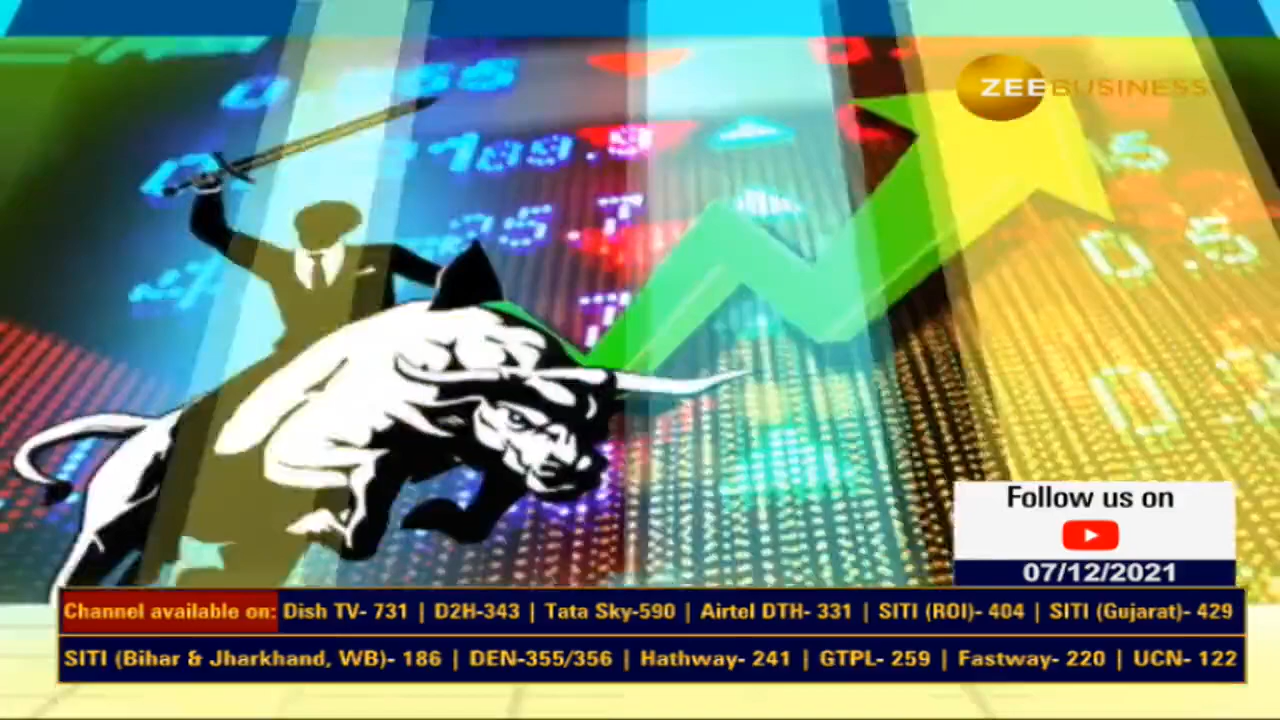 ZEEBUSINESS
Follow us on
07/12/2021
Channel available on: Dish TV- 731 | D2H-343 | Tata Sky-590 | Airtel DTH- 331 | SITI (ROI)- 404 | SITI (Gujarat)- 429
SITI (Bihar & Jharkhand, WB)- 186 | DEN-355/356 | Hathway- 241 | GTPL- 259 | Fastway- 220 | UCN- 122